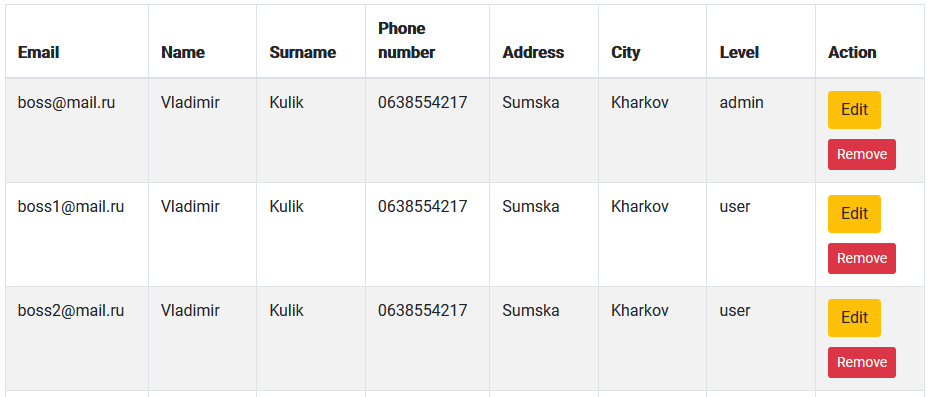 Email Name Surname Phone number Address City Level Action
boss@mail.ru Vladimir Kulik 0638554217 Sumska Kharkov admin Edit
Remove
boss1@mail.ru Vladimir Kulik 0638554217 Sumska Kharkov user Edit
Remove
boss2@mail.ru Vladimir Kulik 0638554217 Sumska Kharkov user Edit
Remove